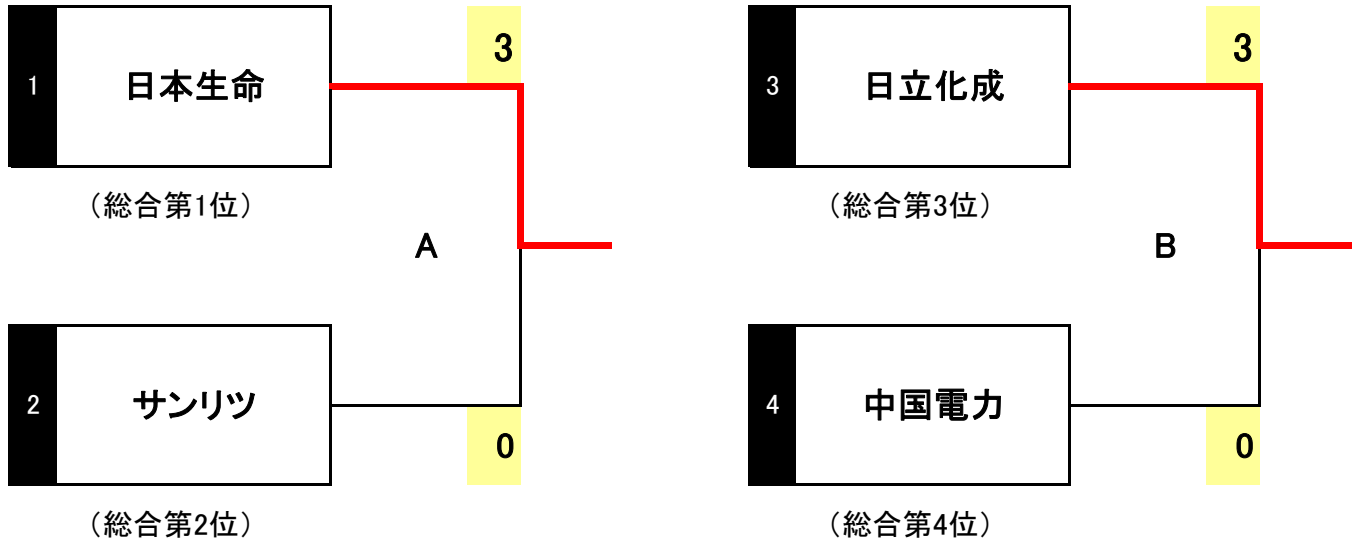 3
1
日本生命
(総合第1位)
A
2
サンリツ
0
(総合第2位)
3
3
日立化成
(総合第3位)
B
4
中国電力
0
(総合第4位)